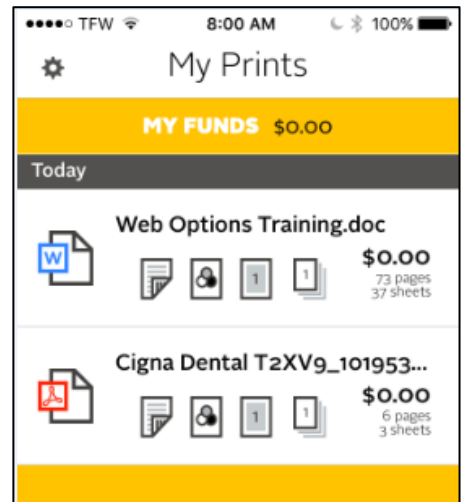 TFW 8:00 AM 100%
My Prints
MY FUNDS $0.00
Today
Web Options Training.doc
W
1
1
$0.00
73 pages
37 sheets
Cigna Dental T2XV9_101953...
1
1
$0.00
6 pages
3 sheets